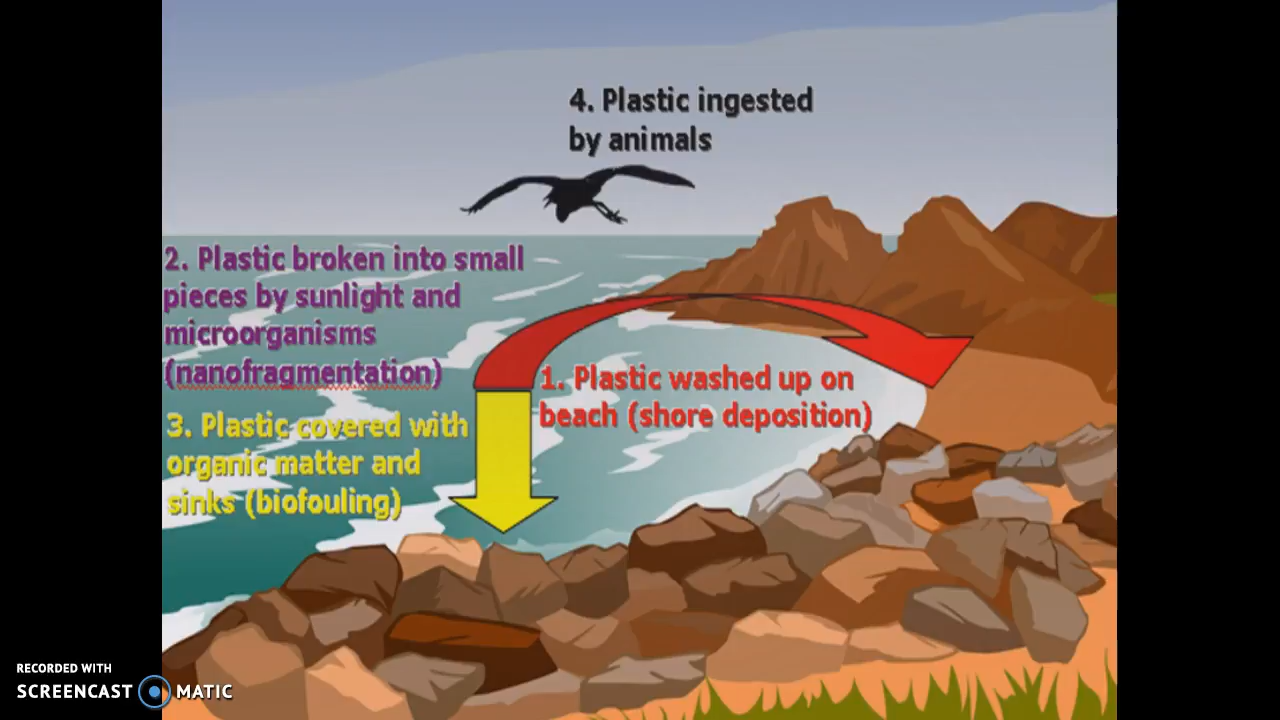 4. Plastic ingested
by animals
2. Plastic broken into small
pieces by sunlight and
microorganisms
(nanofragmentation)
1. Plastic washed up on
beach (shore deposition)
3. Plastic covered with
organic matter and
sinks (biofouling)
RECORDED WITH
SCREENCAST MATIC